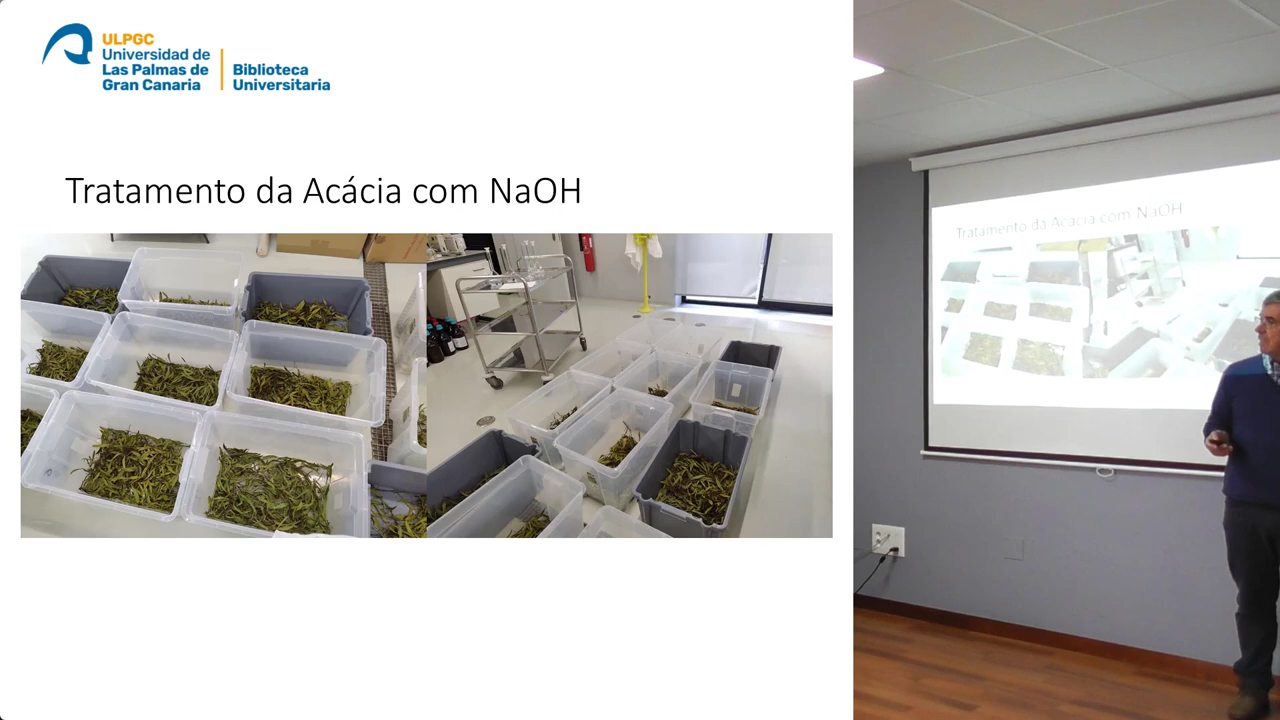 ULPGC
Universidad de
Las Palmas de
Gran Canaria
Biblioteca
Universitaria
Tratamento da Acácia com NaOH
Tratamento da Acácia com NaOH